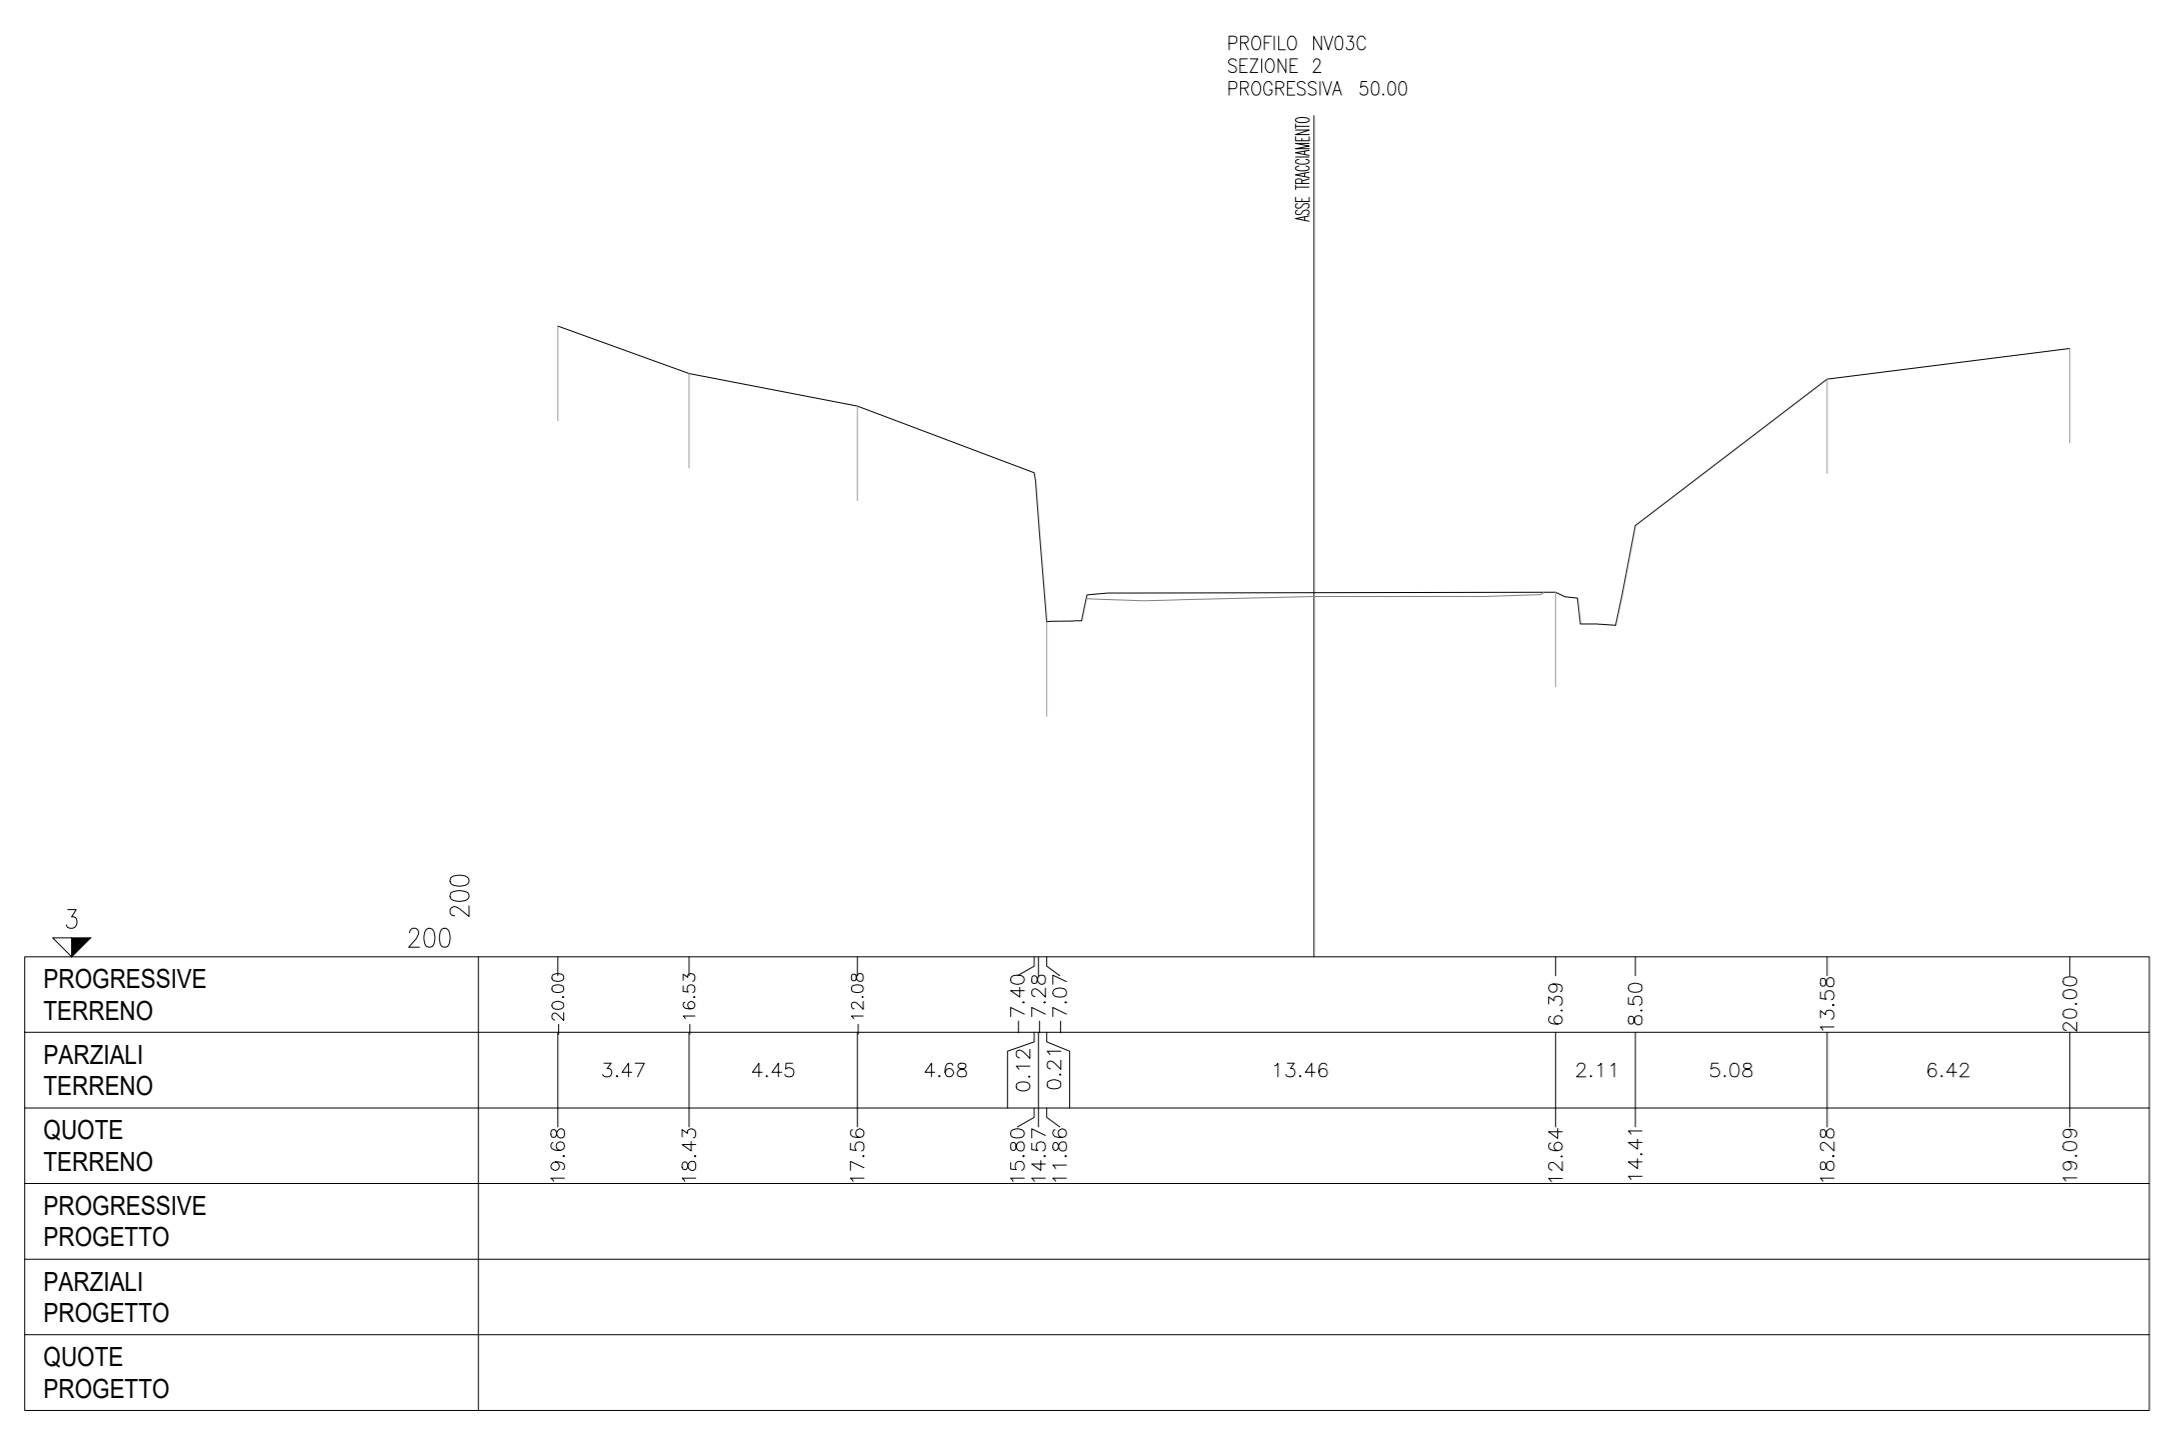 PROFILO NV03C
SEZIONE 2
PROGRESSIVA 50.00
ASSE TRACCIAMENTO
3
200
200
PROGRESSIVE
TERRENO
-20.00
-16.53
-12.08
-7.40
-7.28
-7.07
6.39
8.50
13.58
20.00
PARZIALI
TERRENO
3.47
4.45
4.68
0.12
0.21
13.46
2.11
5.08
6.42
QUOTE
TERRENO
19.68
18.43
17.56
15.80
14.57
11.86
12.64
14.41
18.28
19.09
PROGRESSIVE
PROGETTO
PARZIALI
PROGETTO
QUOTE
PROGETTO